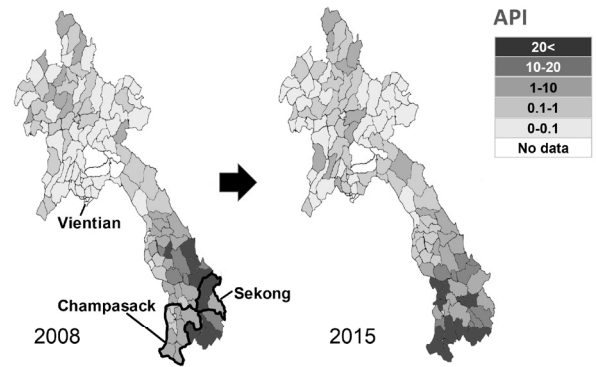 API
20<
10-20
1-10
0.1-1
0-0.1
No data
Vientian
Champasack
Sekong
2008
2015